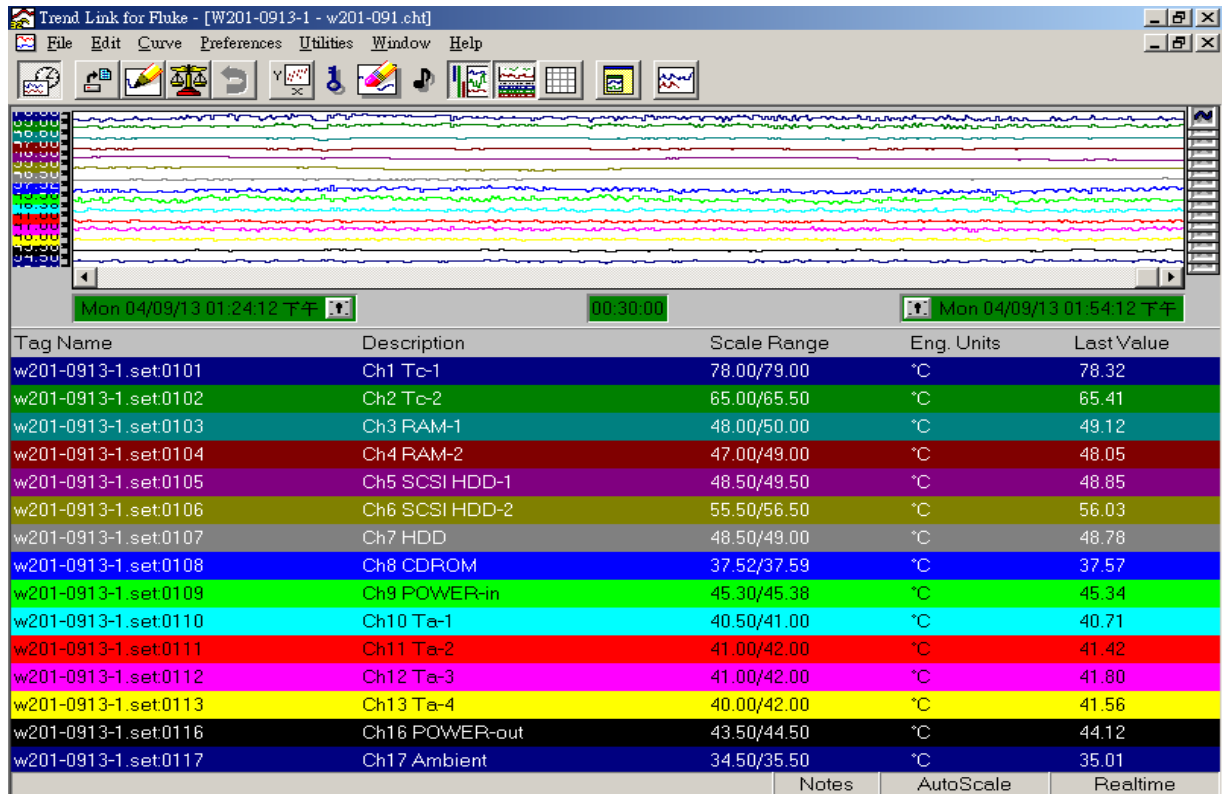 Trend Link for Fluke - [W201-0913-1 - w201-091.cht]
File Edit Curve Preferences Utilities Window Help
Mon 04/09/13 01:24:12 下午 00:30:00 Mon 04/09/13 01:54:12 下午
Tag Name Description Scale Range Eng. Units Last Value
w201-0913-1.set:0101 Ch1 Tc-1 78.00/79.00 °C 78.32
w201-0913-1.set:0102 Ch2 Tc-2 65.00/65.50 °C 65.41
w201-0913-1.set:0103 Ch3 RAM-1 48.00/50.00 °C 49.12
w201-0913-1.set:0104 Ch4 RAM-2 47.00/49.00 °C 48.05
w201-0913-1.set:0105 Ch5 SCSI HDD-1 48.50/49.50 °C 48.85
w201-0913-1.set:0106 Ch6 SCSI HDD-2 55.50/56.50 °C 56.03
w201-0913-1.set:0107 Ch7 HDD 48.50/49.00 °C 48.78
w201-0913-1.set:0108 Ch8 CDROM 37.52/37.59 °C 37.57
w201-0913-1.set:0109 Ch9 POWER-in 45.30/45.38 °C 45.34
w201-0913-1.set:0110 Ch10 Ta-1 40.50/41.00 °C 40.71
w201-0913-1.set:0111 Ch11 Ta-2 41.00/42.00 °C 41.42
w201-0913-1.set:0112 Ch12 Ta-3 41.00/42.00 °C 41.80
w201-0913-1.set:0113 Ch13 Ta-4 40.00/42.00 °C 41.56
w201-0913-1.set:0116 Ch16 POWER-out 43.50/44.50 °C 44.12
w201-0913-1.set:0117 Ch17 Ambient 34.50/35.50 °C 35.01
Notes AutoScale Realtime